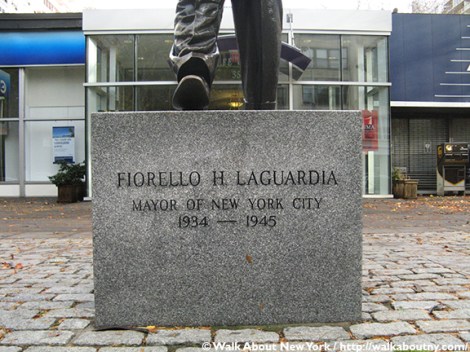 FIORELLO H. LAGUARDIA
MAYOR OF NEW YORK CITY
1934 — 1945
© Walk About New York / http://walkaboutny.com/